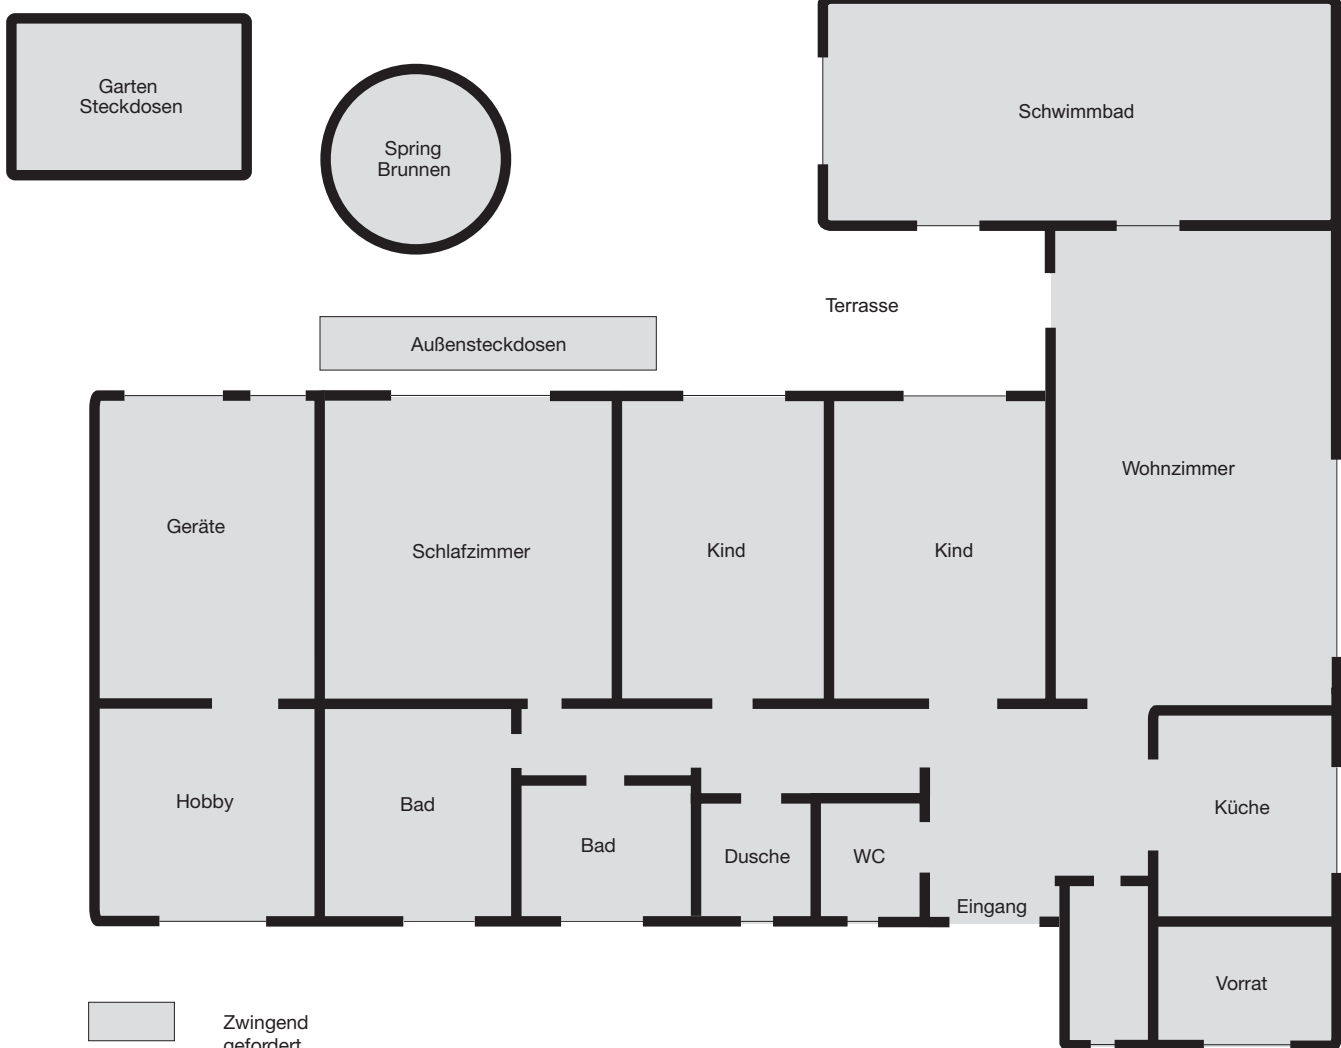 Garten
Steckdosen
Spring
Brunnen
Schwimmbad
Terrasse
Außensteckdosen
Wohnzimmer
Geräte
Schlafzimmer
Kind
Kind
Hobby
Bad
Bad
Dusche
WC
Küche
Eingang
Vorrat
Zwingend
gefordert